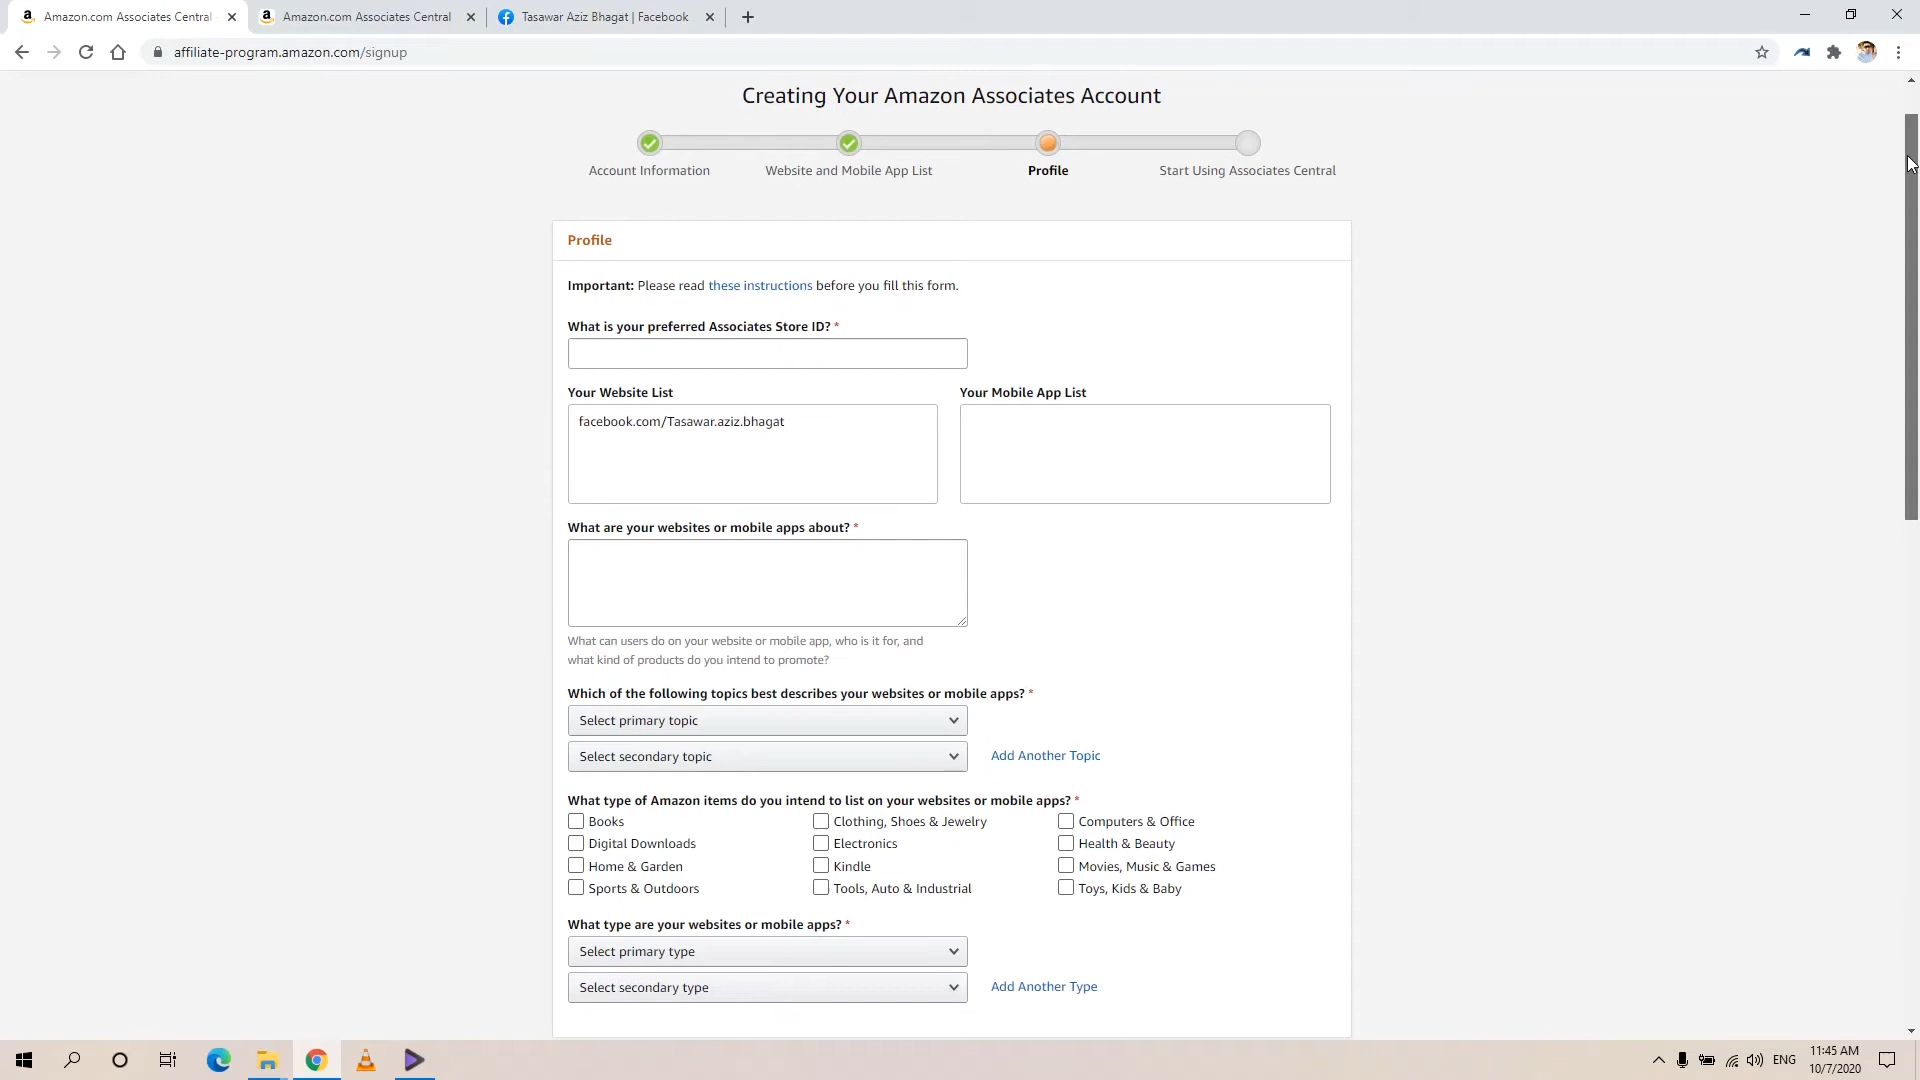 Amazon.com Associates Central
Amazon.com Associates Central
Tasawar Aziz Bhagat | Facebook
affiliate-program.amazon.com/signup
Creating Your Amazon Associates Account
Account Information
Website and Mobile App List
Profile
Start Using Associates Central
Profile
Important: Please read these instructions before you fill this form.
What is your preferred Associates Store ID? *
Your Website List
Your Mobile App List
facebook.com/Tasawar.aziz.bhagat
What are your websites or mobile apps about? *
What can users do on your website or mobile app, who is it for, and
what kind of products do you intend to promote?
Which of the following topics best describes your websites or mobile apps? *
Select primary topic
Select secondary topic
Add Another Topic
What type of Amazon items do you intend to list on your websites or mobile apps? *
Books
Clothing, Shoes & Jewelry
Computers & Office
Digital Downloads
Electronics
Health & Beauty
Home & Garden
Kindle
Movies, Music & Games
Sports & Outdoors
Tools, Auto & Industrial
Toys, Kids & Baby
What type are your websites or mobile apps? *
Select primary type
Select secondary type
Add Another Type
ENG
11:45 AM
10/7/2020